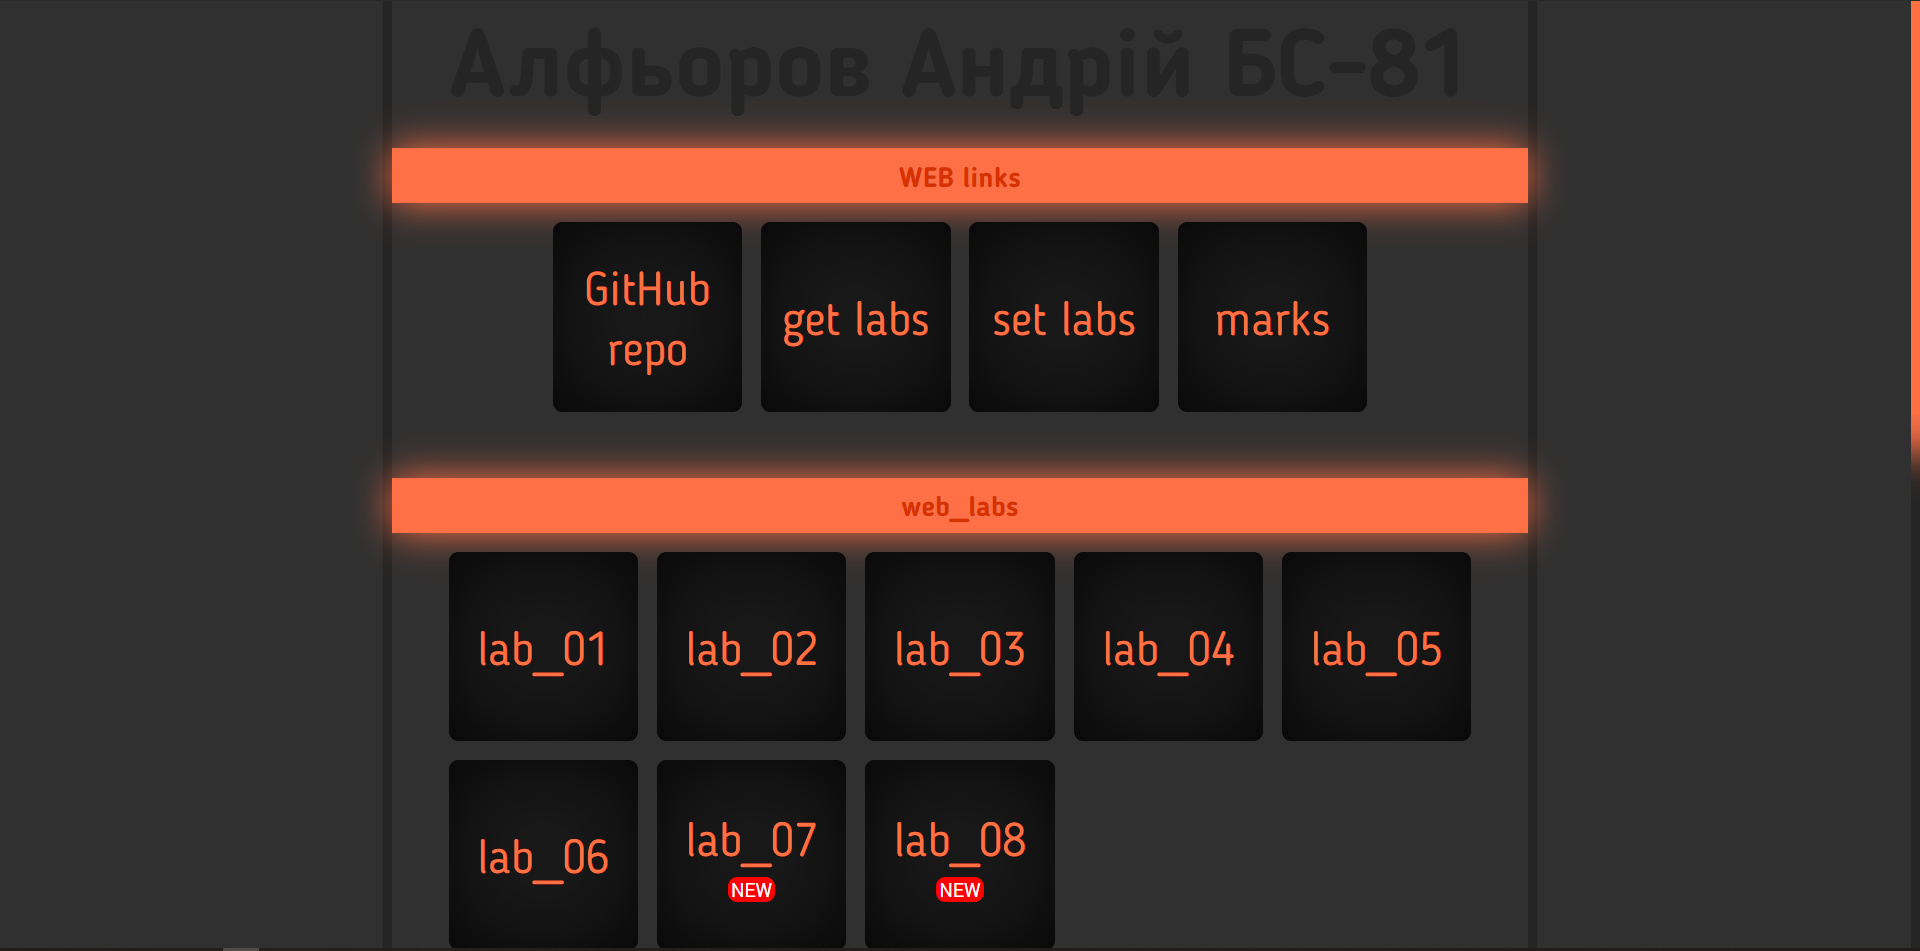 Алфьоров Андрій БС-81
WEB links
GitHub
repo
get labs
set labs
marks
web_labs
lab_01
lab_02
lab_03
lab_04
lab_05
lab_06
lab_07
NEW
lab_08
NEW